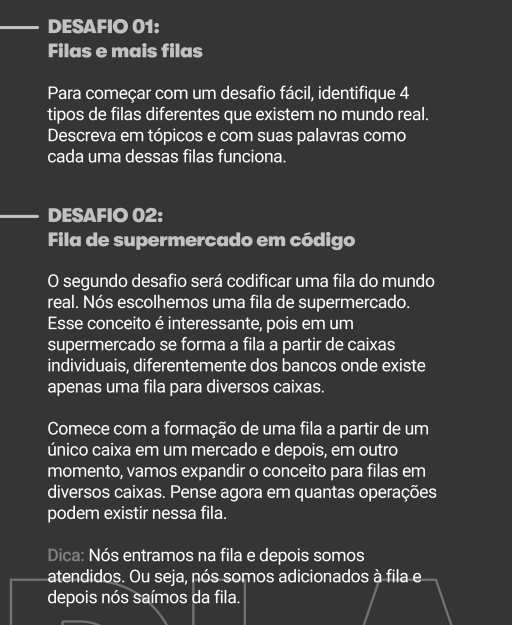 DESAFIO 01:
Filas e mais filas
Para começar com um desafio fácil, identifique 4
tipos de filas diferentes que existem no mundo real.
Descreva em tópicos e com suas palavras como
cada uma dessas filas funciona.
DESAFIO 02:
Fila de supermercado em código
O segundo desafio será codificar uma fila do mundo
real. Nós escolhemos uma fila de supermercado.
Esse conceito é interessante, pois em um
supermercado se forma a fila a partir de caixas
individuais, diferentemente dos bancos onde existe
apenas uma fila para diversos caixas.
Comece com a formação de uma fila a partir de um
único caixa em um mercado e depois, em outro
momento, vamos expandir o conceito para filas em
diversos caixas. Pense agora em quantas operações
podem existir nessa fila.
Dica: Nós entramos na fila e depois somos
atendidos. Ou seja, nós somos adicionados à fila e
depois nós saímos da fila.